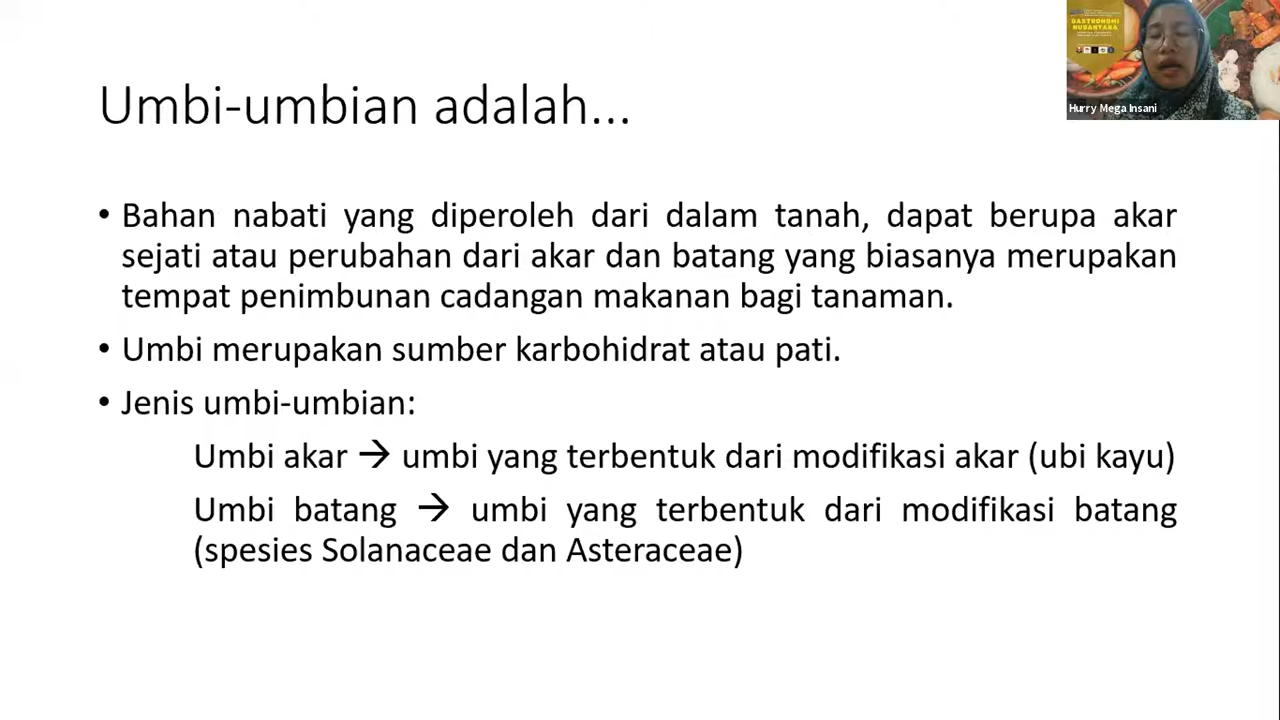 GASTRONOMI
NUSANTARA
Hurry Mega Insani
Umbi-umbian adalah...
• Bahan nabati yang diperoleh dari dalam tanah, dapat berupa akar
sejati atau perubahan dari akar dan batang yang biasanya merupakan
tempat penimbunan cadangan makanan bagi tanaman.
• Umbi merupakan sumber karbohidrat atau pati.
• Jenis umbi-umbian:
Umbi akar → umbi yang terbentuk dari modifikasi akar (ubi kayu)
Umbi batang → umbi yang terbentuk dari modifikasi batang
(spesies Solanaceae dan Asteraceae)